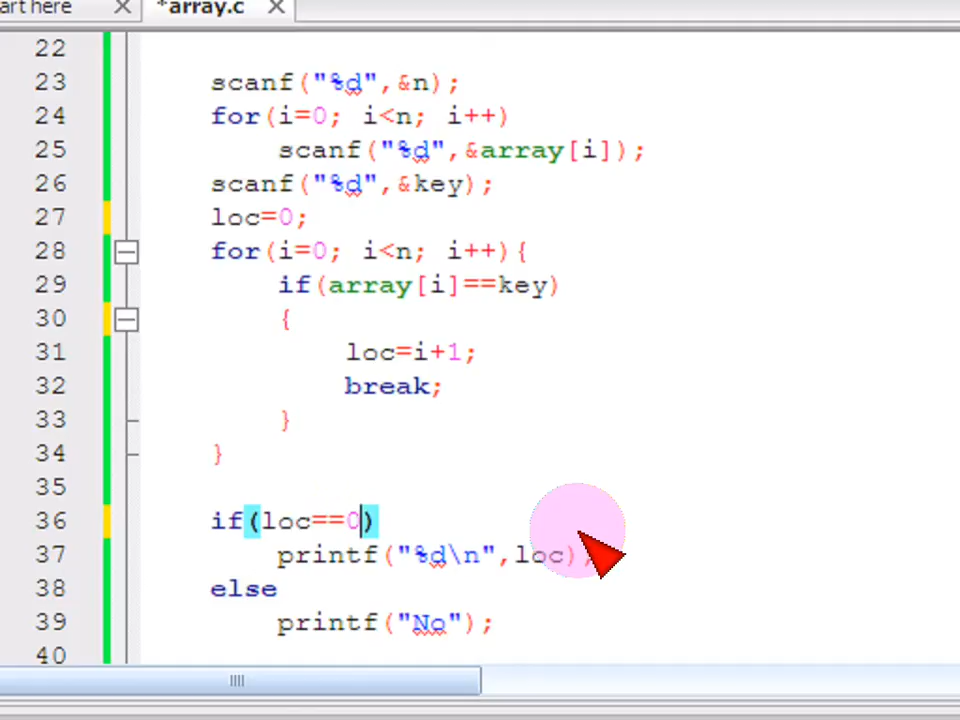 art here
*array.c
22
23 scanf("%d",&n);
24 for(i=0; i<n; i++)
25 scanf("%d",&array[i]);
26 scanf("%d",&key);
27 loc=0;
28 for(i=0; i<n; i++){
29 if(array[i]==key)
30 {
31 loc=i+1;
32 break;
33 }
34 }
35
36 if(loc==0)
37 printf("%d\n",loc);
38 else
39 printf("No");
40